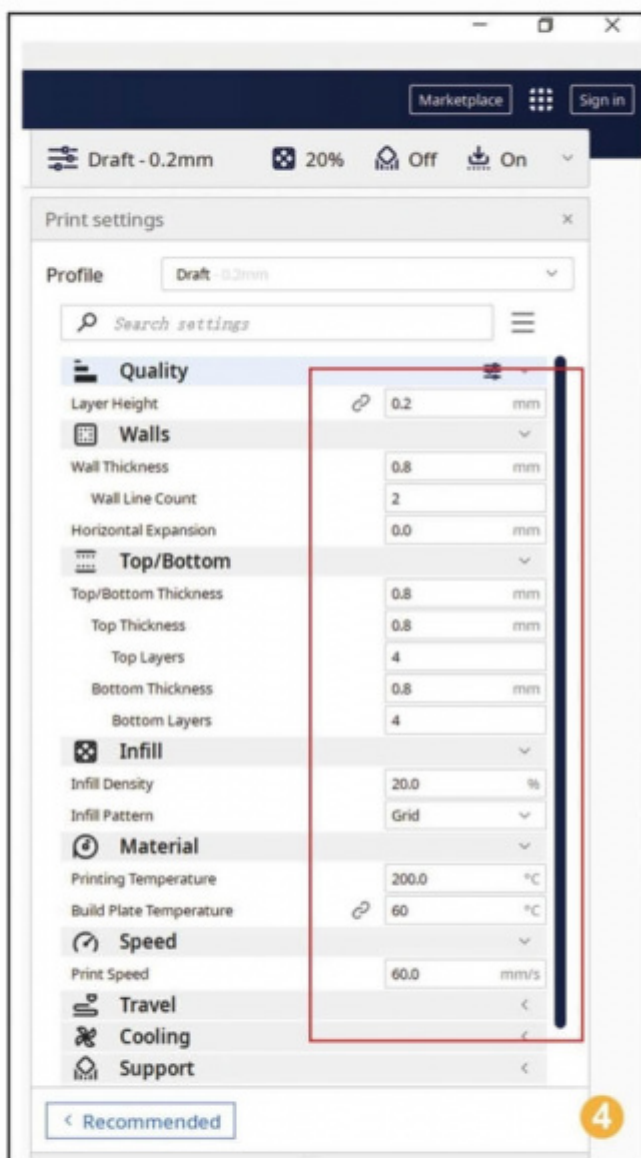 Marketplace Sign in
Draft - 0.2mm 20% Off On
Print settings ×
Profile Draft - 0.2mm
Search settings
Quality
Layer Height 0.2 mm
Walls
Wall Thickness 0.8 mm
Wall Line Count 2
Horizontal Expansion 0.0 mm
Top/Bottom
Top/Bottom Thickness 0.8 mm
Top Thickness 0.8 mm
Top Layers 4
Bottom Thickness 0.8 mm
Bottom Layers 4
Infill
Infill Density 20.0 %
Infill Pattern Grid
Material
Printing Temperature 200.0 °C
Build Plate Temperature 60 °C
Speed
Print Speed 60.0 mm/s
Travel
Cooling
Support
< Recommended
4